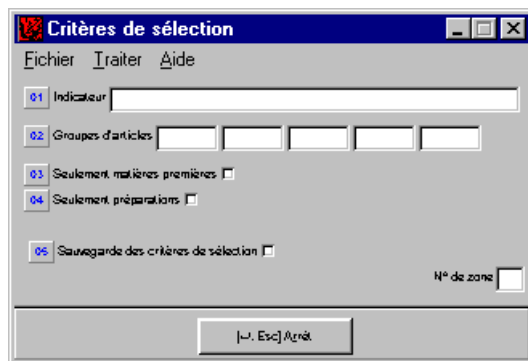 Critères de sélection
Fichier Traiter Aide
01 Indicateur
02 Groupes d'articles
03 Seulement matières premières
04 Seulement préparations
05 Sauvegarde des critères de sélection
N° de zone
[↵, Esc] Arrêt